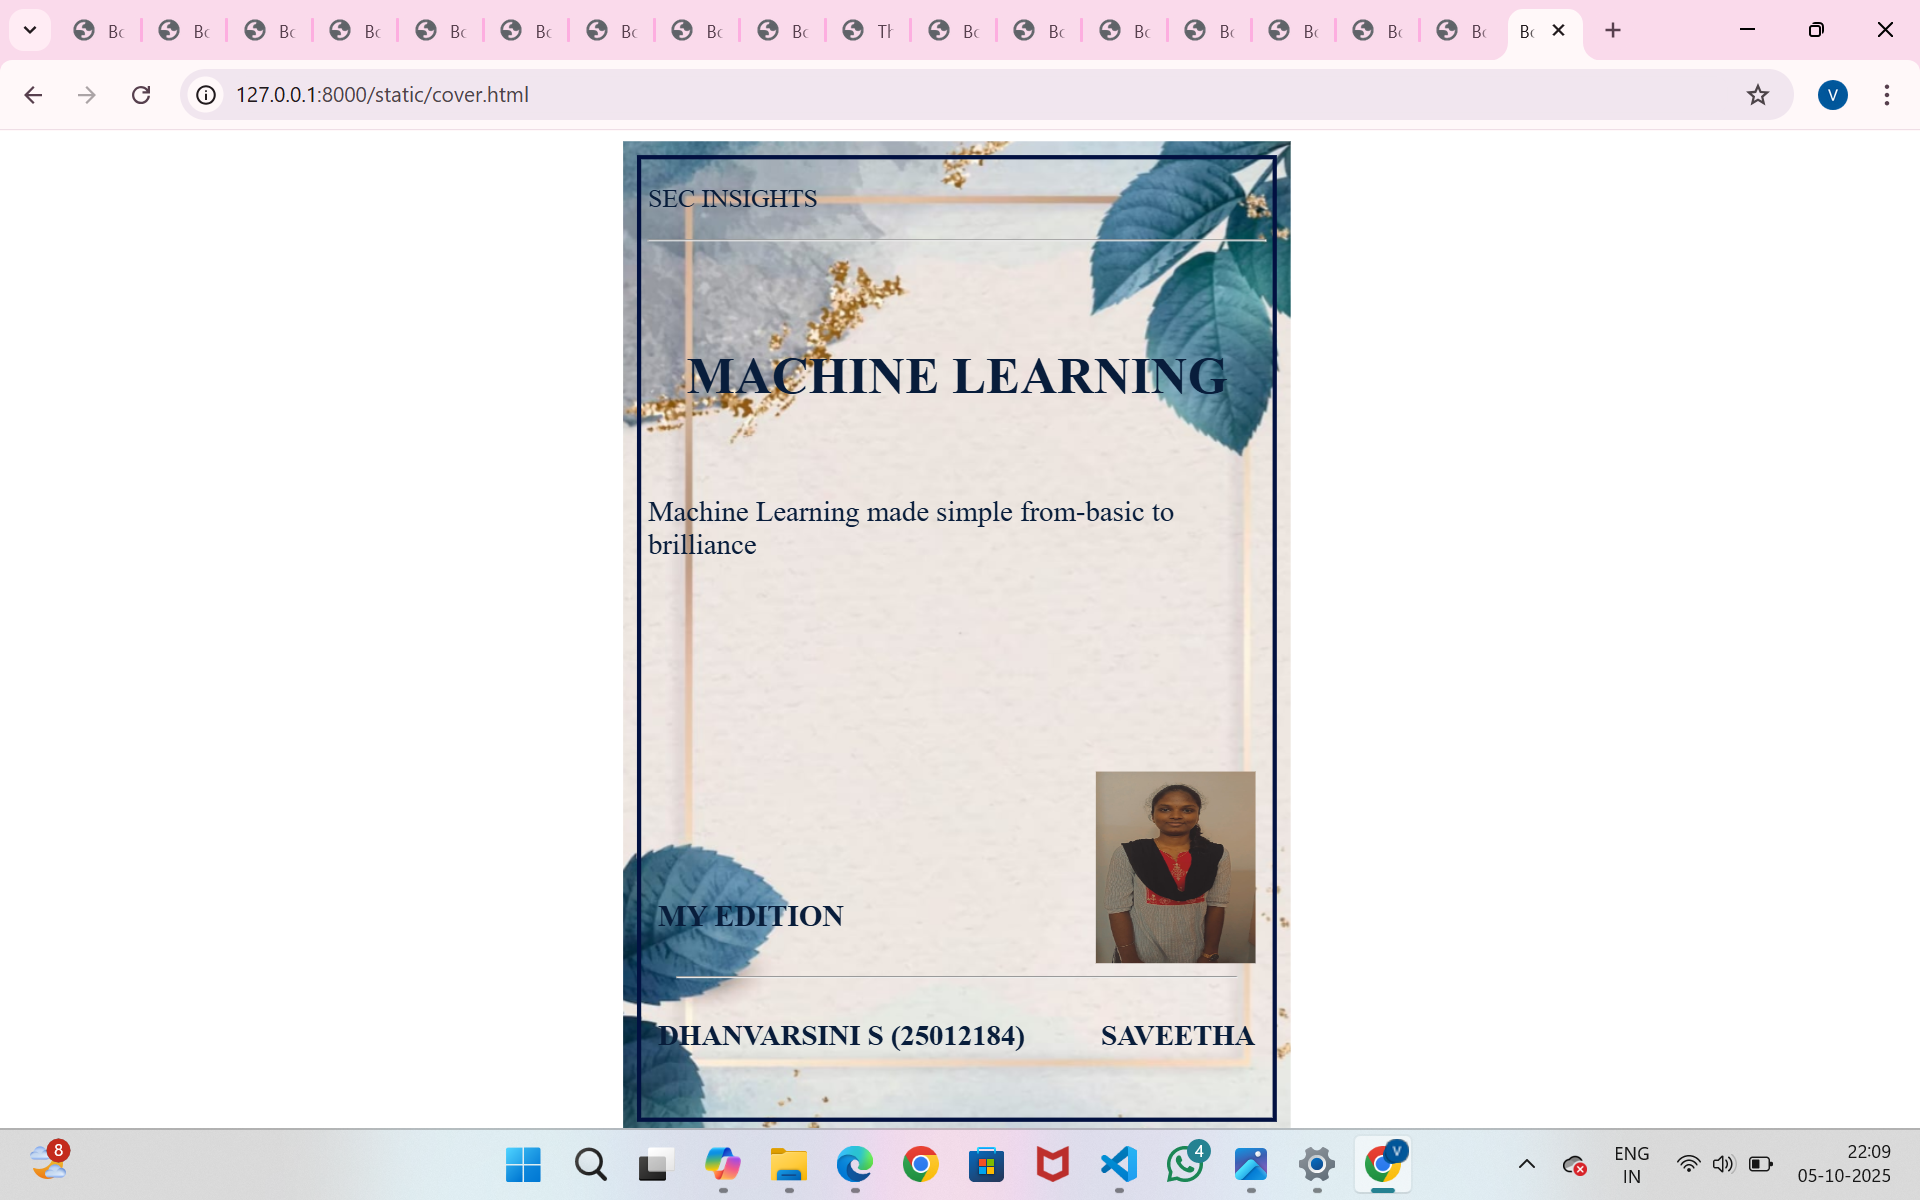 Bc Bc Bc Bc Bc Bc Bc Bc Bc Th Bc Bc Bc Bc Bc Bc Bc Bc
127.0.0.1:8000/static/cover.html
V
SEC INSIGHTS
MACHINE LEARNING
Machine Learning made simple from-basic to
brilliance
MY EDITION
DHANVARSINI S (25012184) SAVEETHA
8
4
V
ENG
IN
22:09
05-10-2025